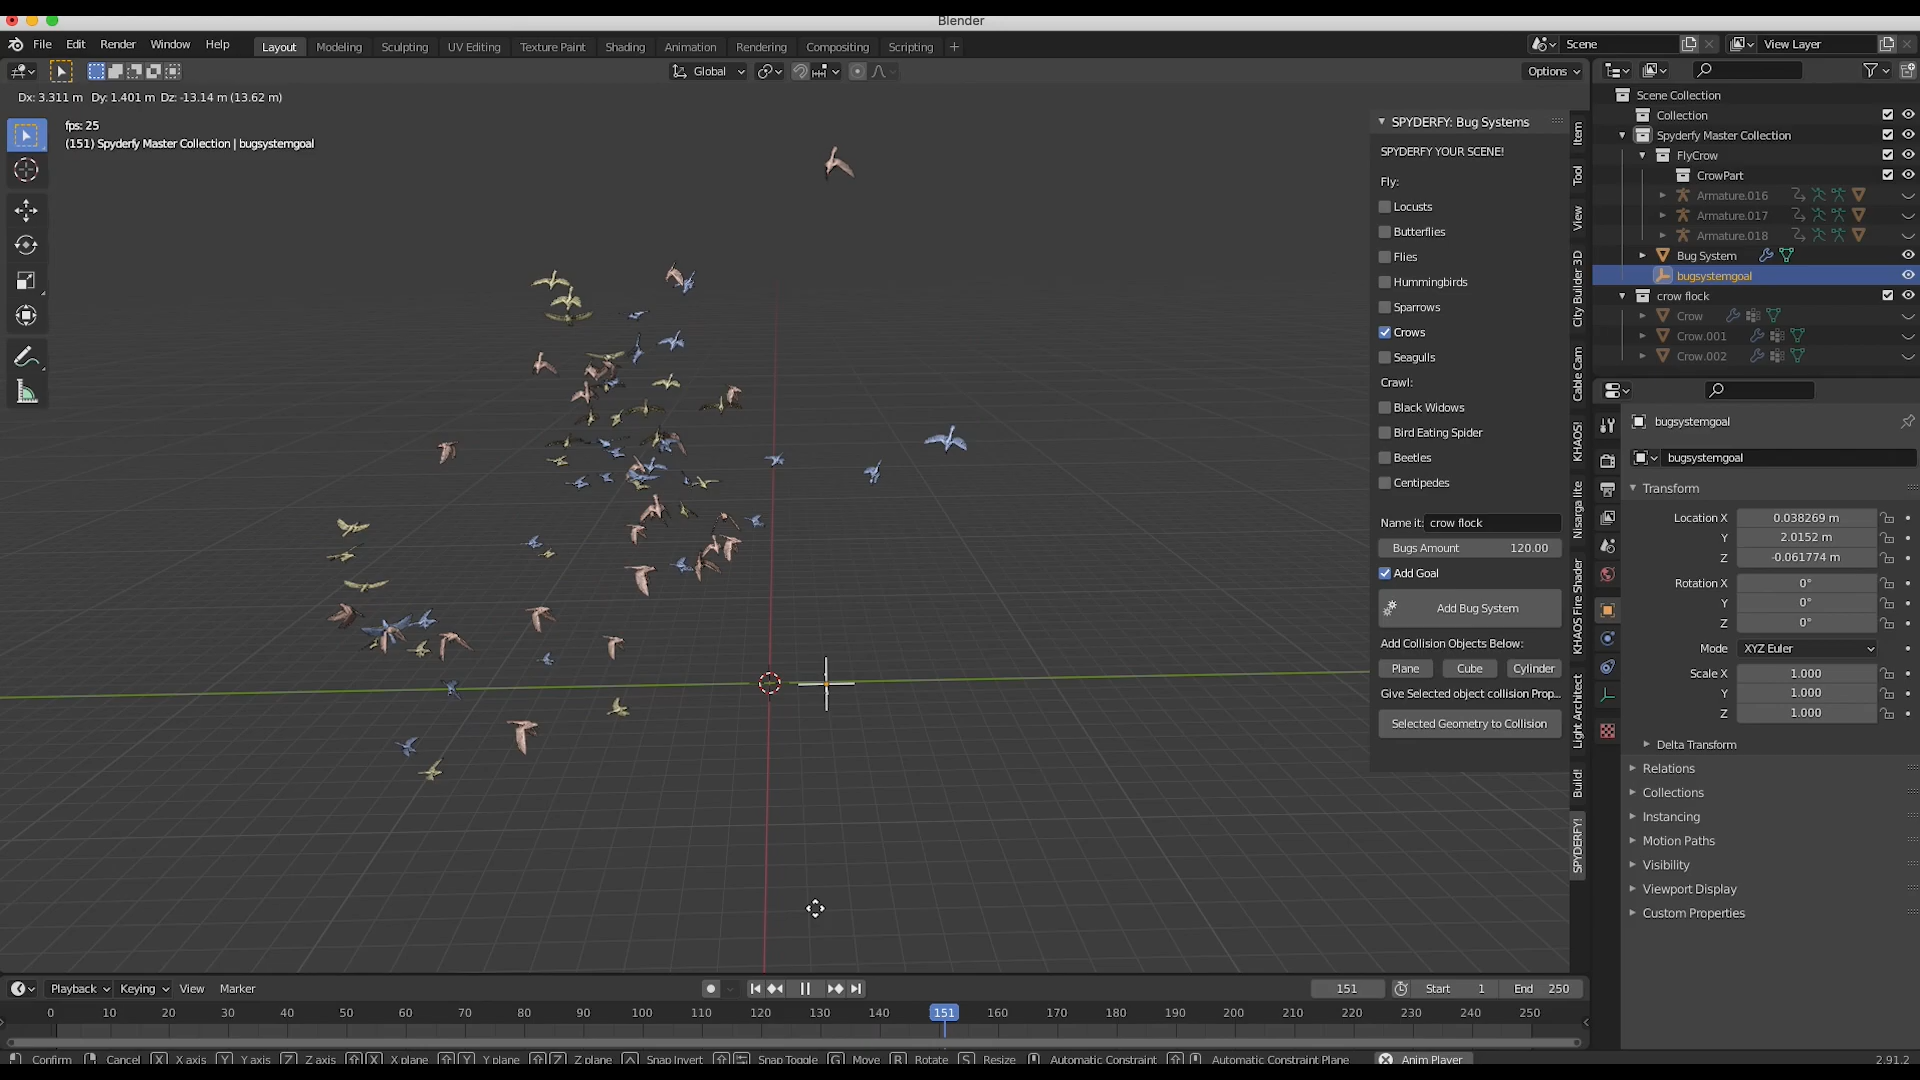 Blender
File Edit Render Window Help Layout Modeling Sculpting UV Editing Texture Paint Shading Animation Rendering Compositing Scripting + Scene View Layer
Global Options
Dx: 3.311 m Dy: 1.401 m Dz: -13.14 m (13.62 m)
fps: 25
(151) Spyderfy Master Collection | bugsystemgoal
SPYDERFY: Bug Systems
SPYDERFY YOUR SCENE!
Fly:
Locusts
Butterflies
Flies
Hummingbirds
Sparrows
Crows
Seagulls
Crawl:
Black Widows
Bird Eating Spider
Beetles
Centipedes
Name it: crow flock
Bugs Amount 120.00
Add Goal
Add Bug System
Add Collision Objects Below:
Plane Cube Cylinder
Give Selected object collision Prop...
Selected Geometry to Collision
Item
Tool
View
City Builder 3D
Cable Cam
KHAOS!
Nisarga lite
KHAOS Fire Shader
Light Architect
Build!
SPYDERFY!
Scene Collection
Collection
Spyderfy Master Collection
FlyCrow
CrowPart
Armature.016
Armature.017
Armature.018
Bug System
bugsystemgoal
crow flock
Crow
Crow.001
Crow.002
bugsystemgoal
bugsystemgoal
Transform
Location X 0.038269 m
Y 2.0152 m
Z -0.061774 m
Rotation X 0°
Y 0°
Z 0°
Mode XYZ Euler
Scale X 1.000
Y 1.000
Z 1.000
Delta Transform
Relations
Collections
Instancing
Motion Paths
Visibility
Viewport Display
Custom Properties
Playback Keying View Marker 151 Start 1 End 250
0 10 20 30 40 50 60 70 80 90 100 110 120 130 140 151 160 170 180 190 200 210 220 230 240 250
Confirm Cancel X X axis Y Y axis Z Z axis X X plane Y Y plane Z Z plane Snap Invert Snap Toggle G Move R Rotate S Resize Automatic Constraint Automatic Constraint Plane Anim Player 2.91.2